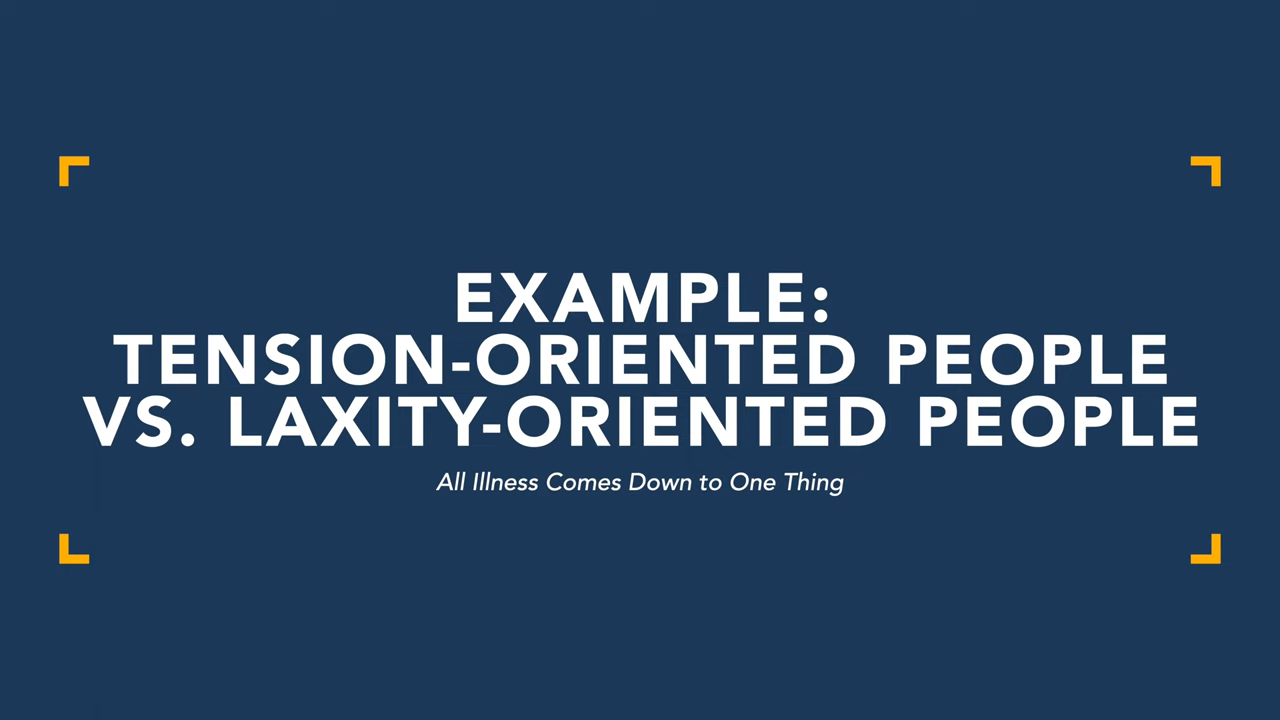 EXAMPLE:
TENSION-ORIENTED PEOPLE
VS. LAXITY-ORIENTED PEOPLE
All Illness Comes Down to One Thing